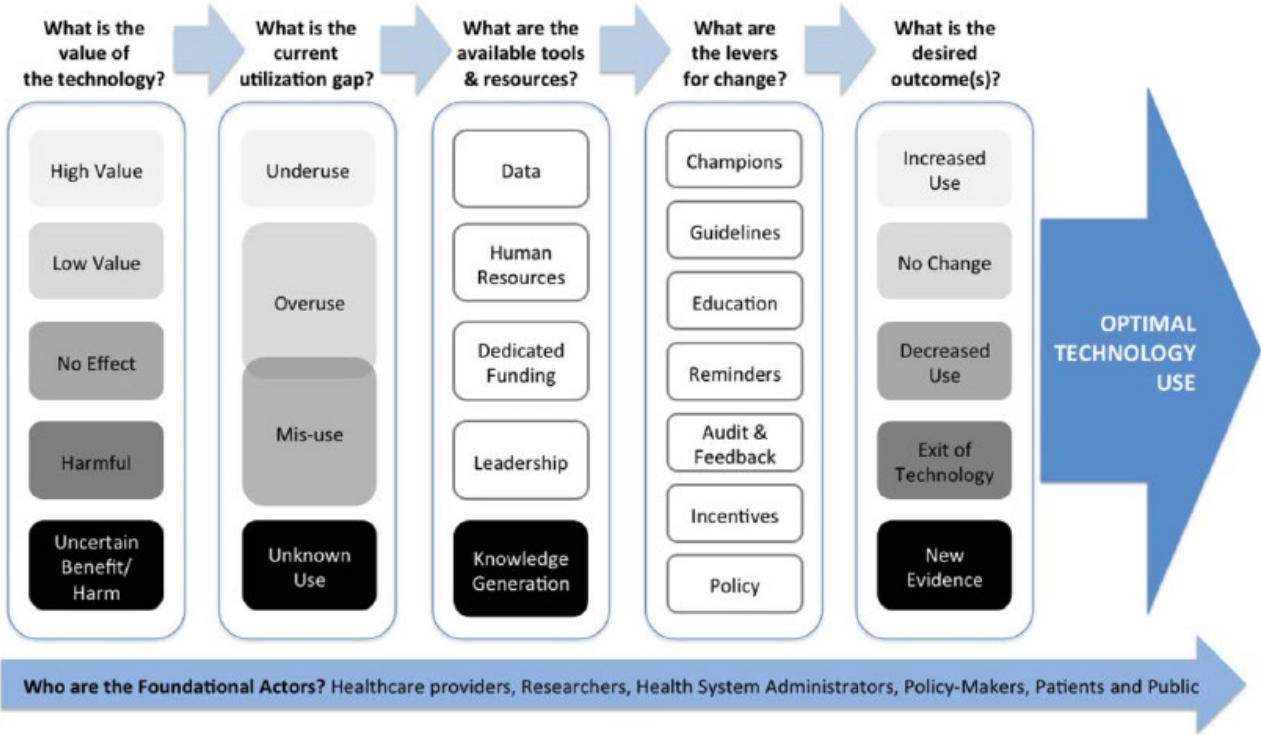 What is the
value of
the technology?
What is the
current
utilization gap?
What are the
available tools
& resources?
What are
the levers
for change?
What is the
desired
outcome(s)?
High Value
Low Value
No Effect
Harmful
Uncertain
Benefit/
Harm
Underuse
Overuse
Mis-use
Unknown
Use
Data
Human
Resources
Dedicated
Funding
Leadership
Knowledge
Generation
Champions
Guidelines
Education
Reminders
Audit &
Feedback
Incentives
Policy
Increased
Use
No Change
Decreased
Use
Exit of
Technology
New
Evidence
OPTIMAL
TECHNOLOGY
USE
Who are the Foundational Actors? Healthcare providers, Researchers, Health System Administrators, Policy-Makers, Patients and Public